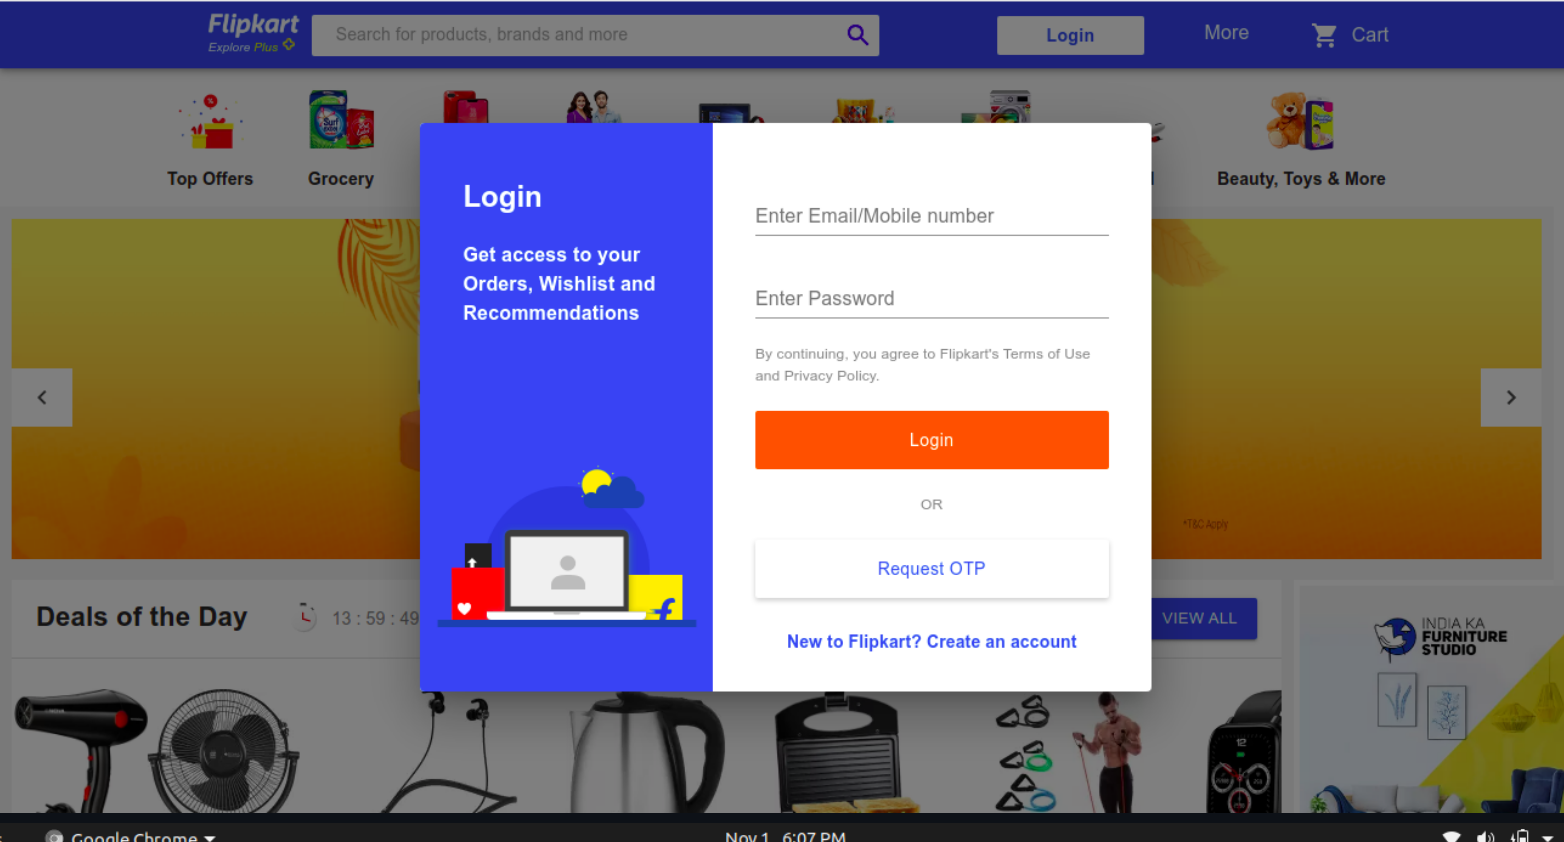 Flipkart
Explore Plus
Search for products, brands and more
Login
More
Cart
Surf
excel
Top Offers
Grocery
Beauty, Toys & More
Login
Get access to your
Orders, Wishlist and
Recommendations
Enter Email/Mobile number
Enter Password
By continuing, you agree to Flipkart's Terms of Use
and Privacy Policy.
Login
OR
Request OTP
New to Flipkart? Create an account
*T&C Apply
Deals of the Day
13 : 59 : 49
VIEW ALL
INDIA KA
FURNITURE
STUDIO
12
Google Chrome
Nov 1 6:07 PM